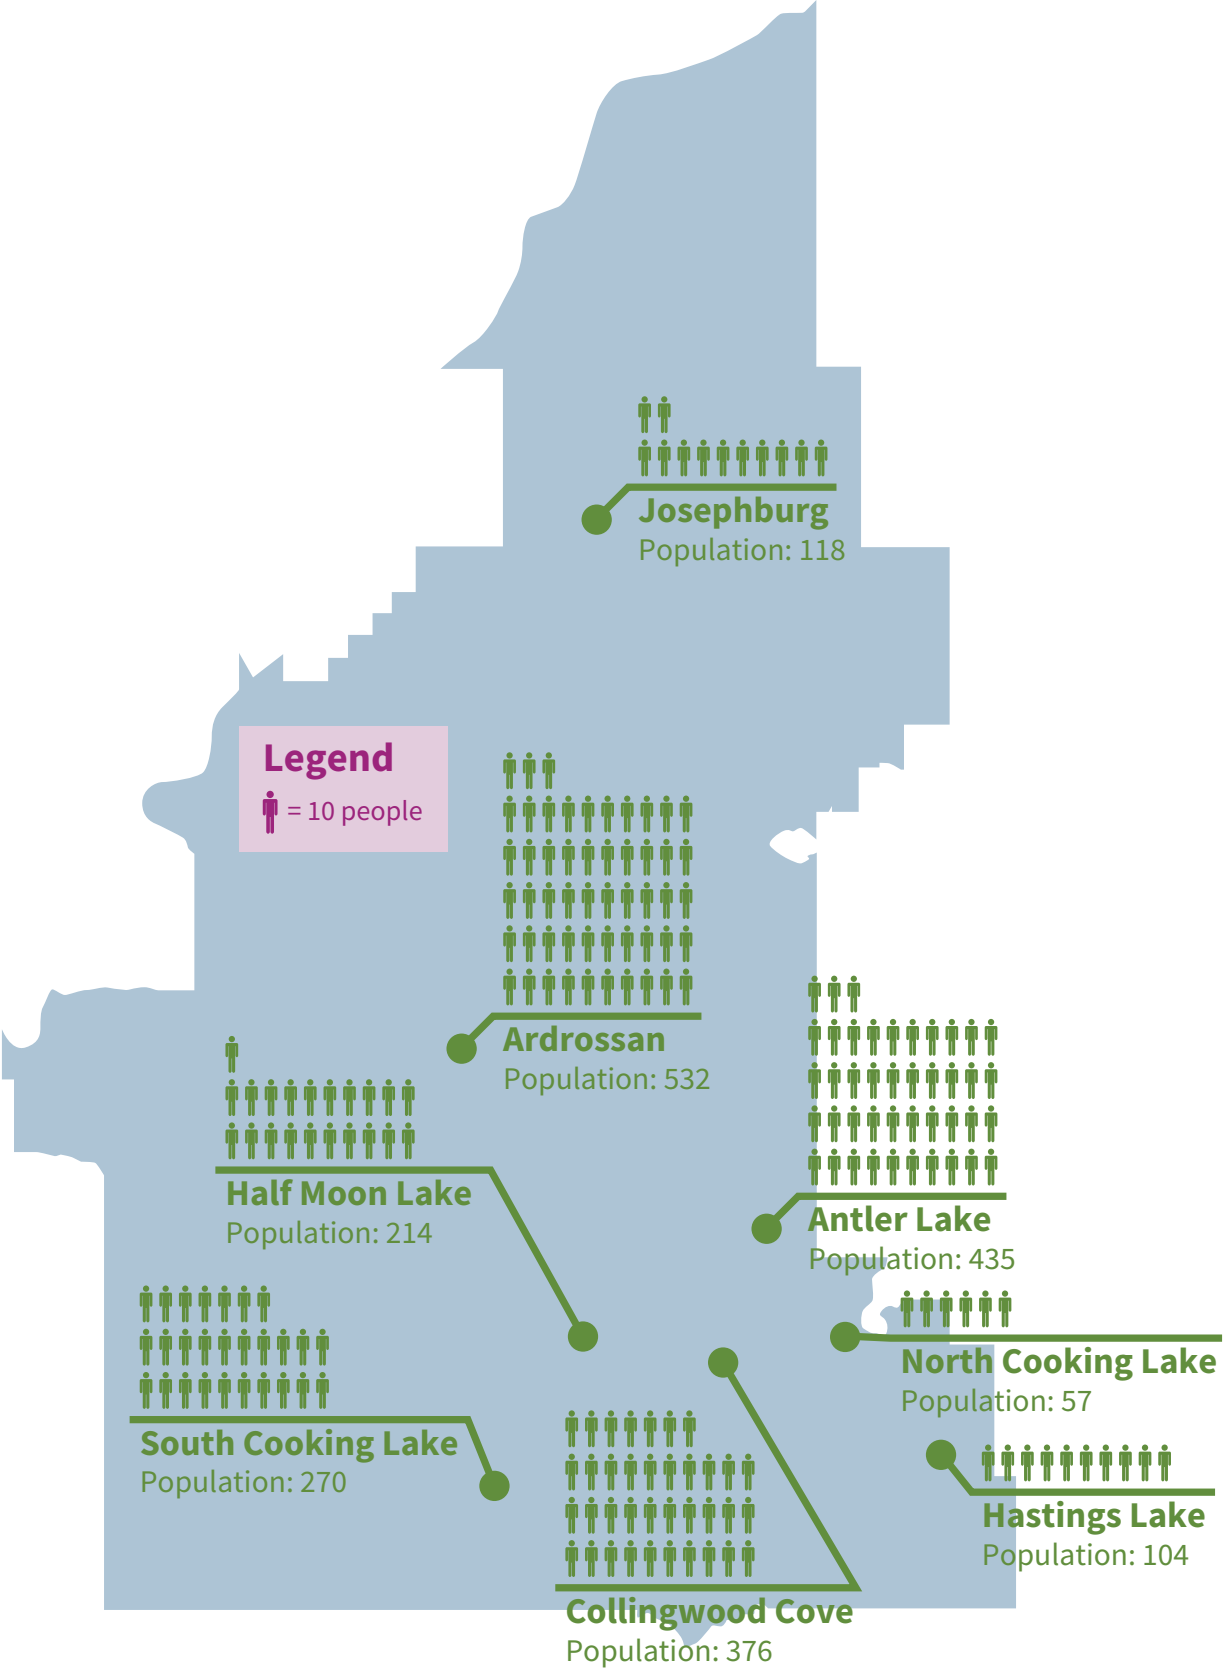 Josephburg
Population: 118
Legend
= 10 people
Ardrossan
Population: 532
Half Moon Lake
Population: 214
Antler Lake
Population: 435
North Cooking Lake
Population: 57
South Cooking Lake
Population: 270
Hastings Lake
Population: 104
Collingwood Cove
Population: 376